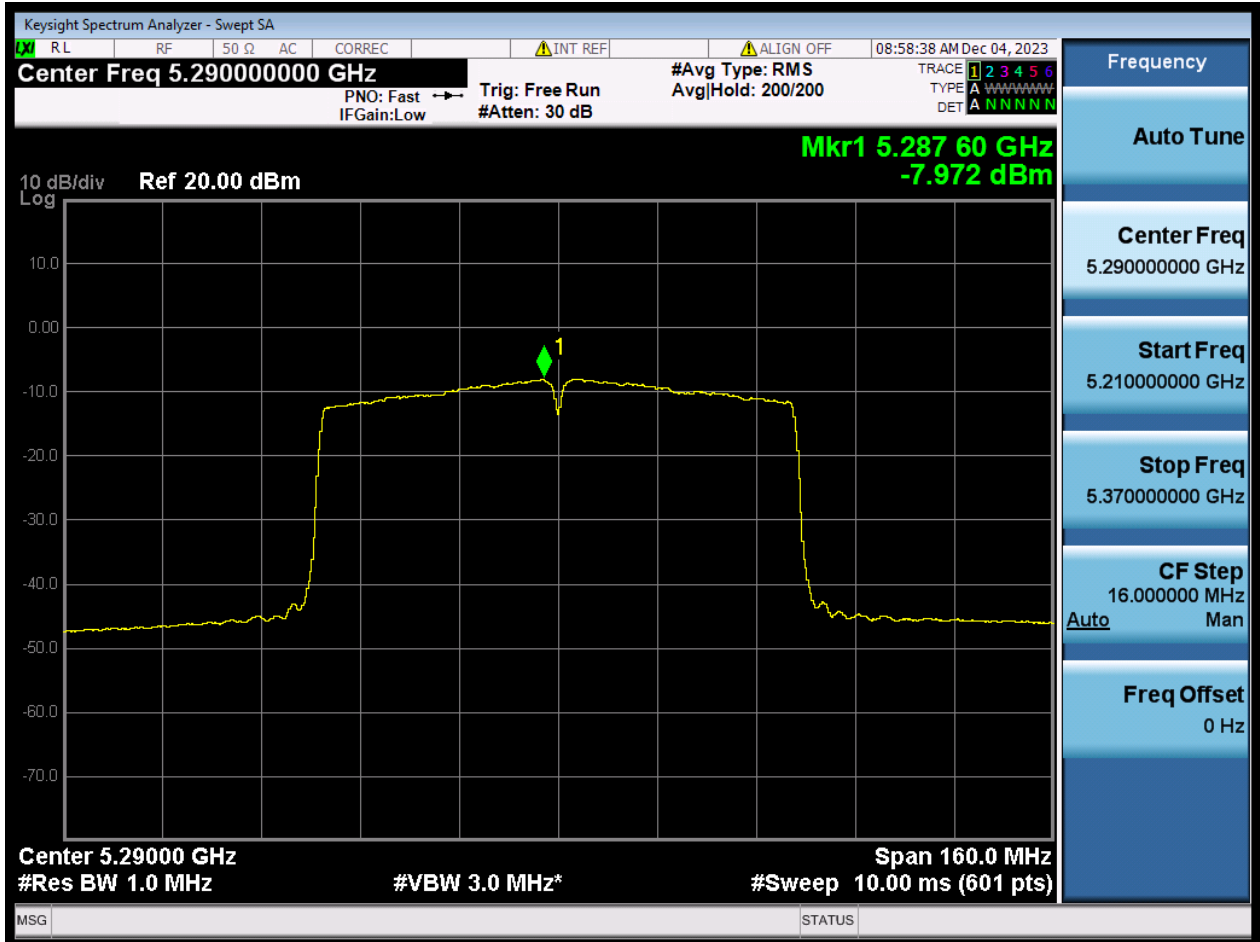 Keysight Spectrum Analyzer - Swept SA
LXI RL RF 50 Ω AC CORREC INT REF ALIGN OFF 08:58:38 AM Dec 04, 2023
Center Freq 5.290000000 GHz
PNO: Fast
IFGain:Low
Trig: Free Run
#Atten: 30 dB
#Avg Type: RMS
Avg|Hold: 200/200
TRACE 1 2 3 4 5 6
TYPE A WWWWW
DET A N N N N N
Mkr1 5.287 60 GHz
-7.972 dBm
10 dB/div Ref 20.00 dBm
Log
10.0
0.00
-10.0
-20.0
-30.0
-40.0
-50.0
-60.0
-70.0
1
Center 5.29000 GHz Span 160.0 MHz
#Res BW 1.0 MHz #VBW 3.0 MHz* #Sweep 10.00 ms (601 pts)
MSG STATUS
Frequency
Auto Tune
Center Freq
5.290000000 GHz
Start Freq
5.210000000 GHz
Stop Freq
5.370000000 GHz
CF Step
16.000000 MHz
Auto Man
Freq Offset
0 Hz